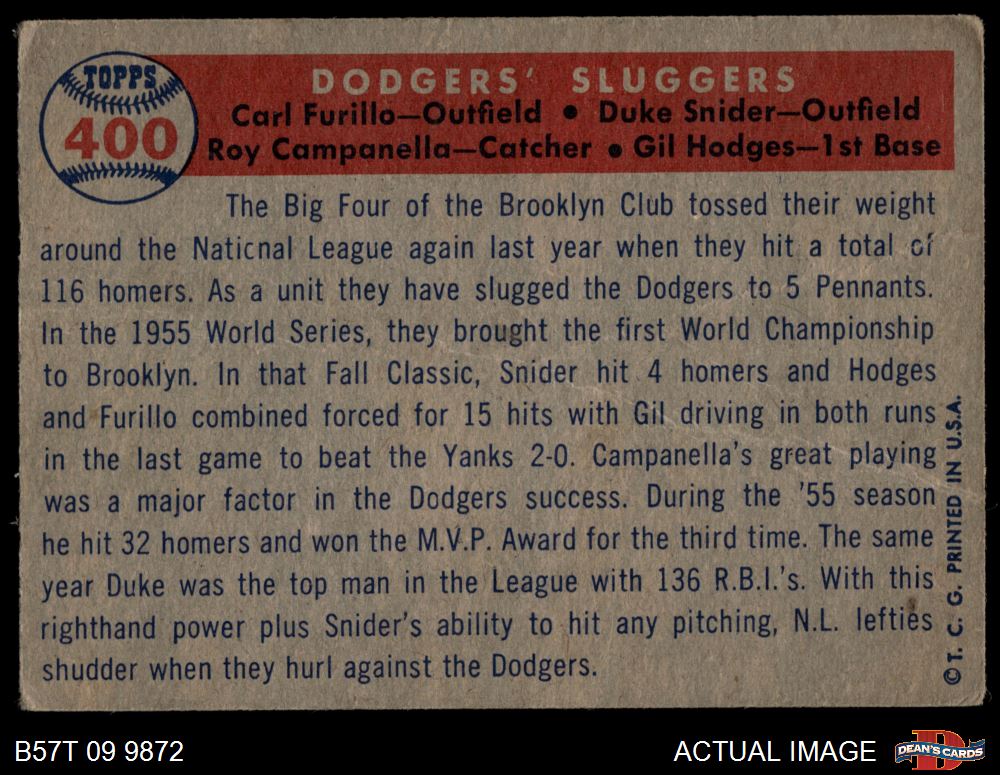 TOPPS
400
DODGERS' SLUGGERS
Carl Furillo—Outfield • Duke Snider—Outfield
Roy Campanella—Catcher • Gil Hodges—1st Base
The Big Four of the Brooklyn Club tossed their weight
around the National League again last year when they hit a total of
116 homers. As a unit they have slugged the Dodgers to 5 Pennants.
In the 1955 World Series, they brought the first World Championship
to Brooklyn. In that Fall Classic, Snider hit 4 homers and Hodges
and Furillo combined forced for 15 hits with Gil driving in both runs
in the last game to beat the Yanks 2-0. Campanella's great playing
was a major factor in the Dodgers success. During the '55 season
he hit 32 homers and won the M.V.P. Award for the third time. The same
year Duke was the top man in the League with 136 R.B.I.'s. With this
righthand power plus Snider's ability to hit any pitching, N.L. lefties
shudder when they hurl against the Dodgers.
© T. C. G. PRINTED IN U.S.A.
B57T 09 9872
ACTUAL IMAGE
D
DEAN'S CARDS